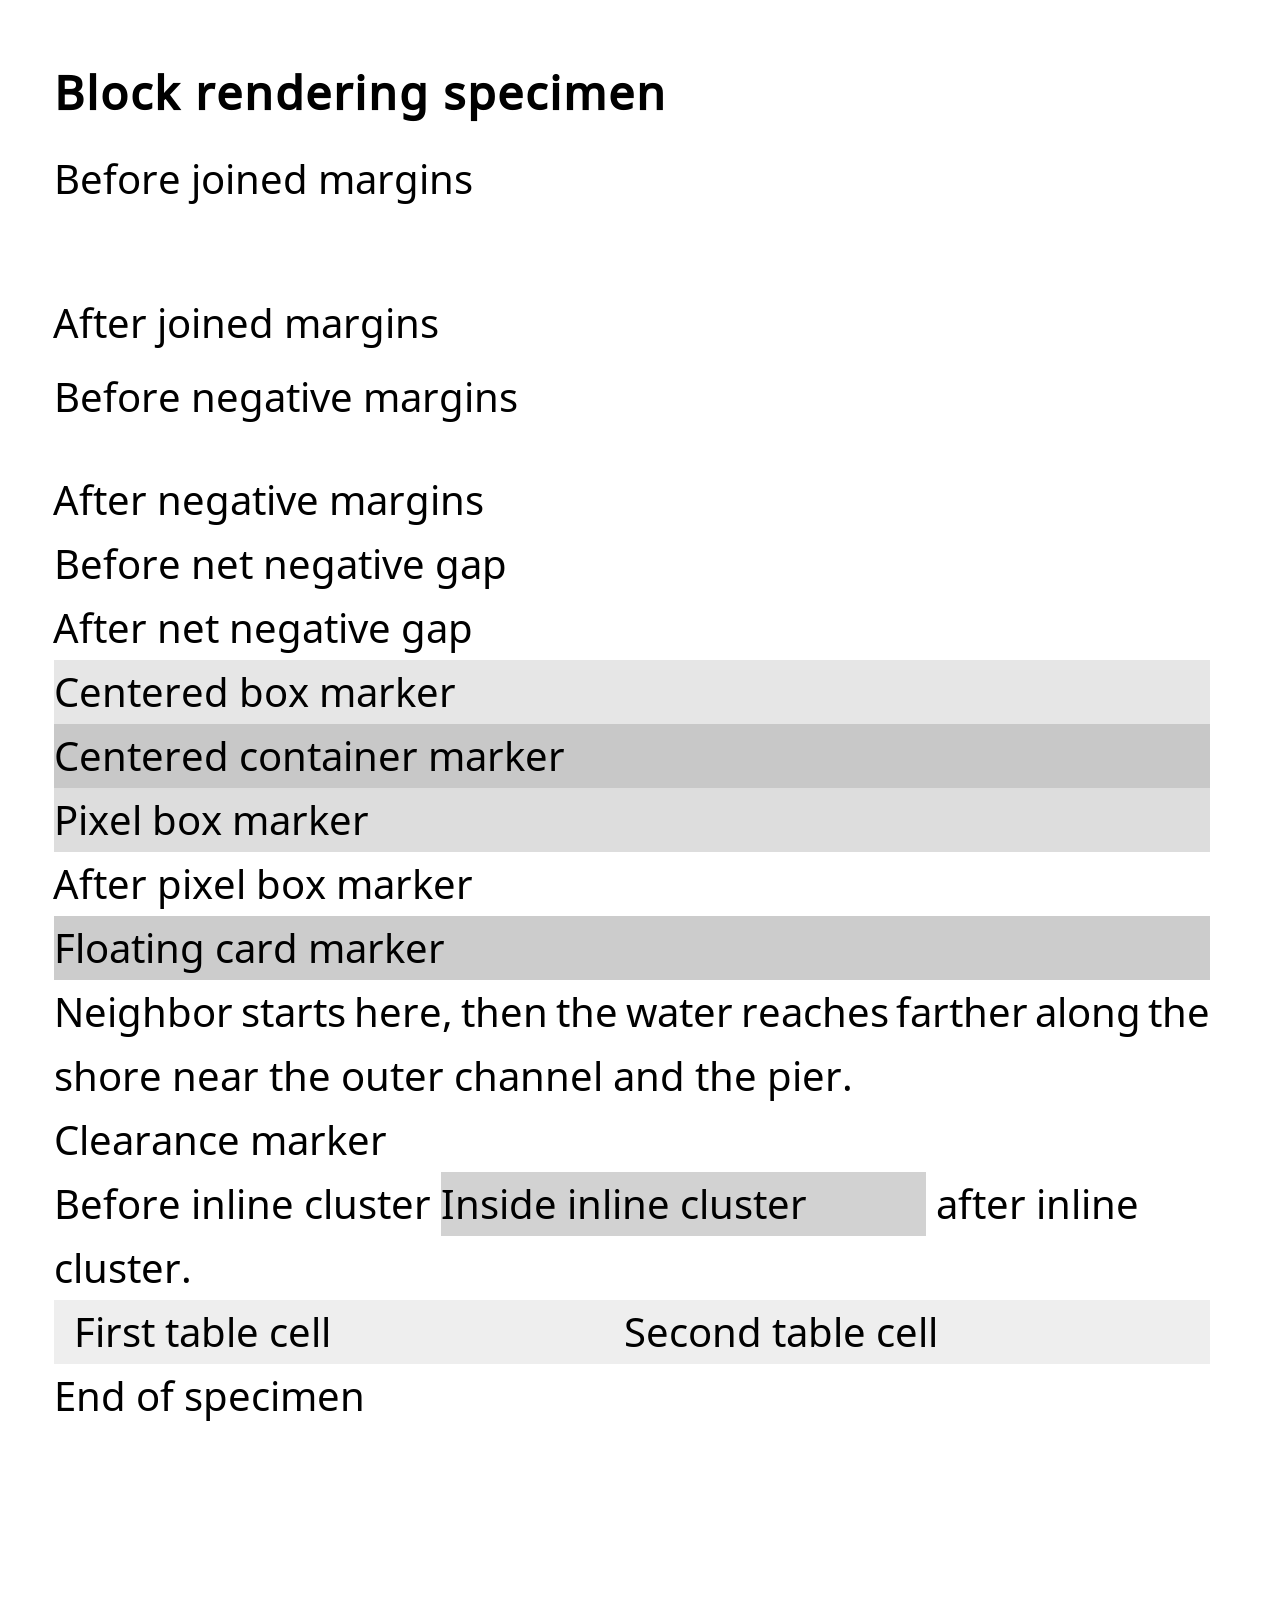 Block rendering specimen
Before joined margins
After joined margins
Before negative margins
After negative margins
Before net negative gap
After net negative gap
Centered box marker
Centered container marker
Pixel box marker
After pixel box marker
Floating card marker
Neighbor starts here, then the water reaches farther along the
shore near the outer channel and the pier.
Clearance marker
Before inline cluster Inside inline cluster after inline
cluster.
First table cell Second table cell
End of specimen